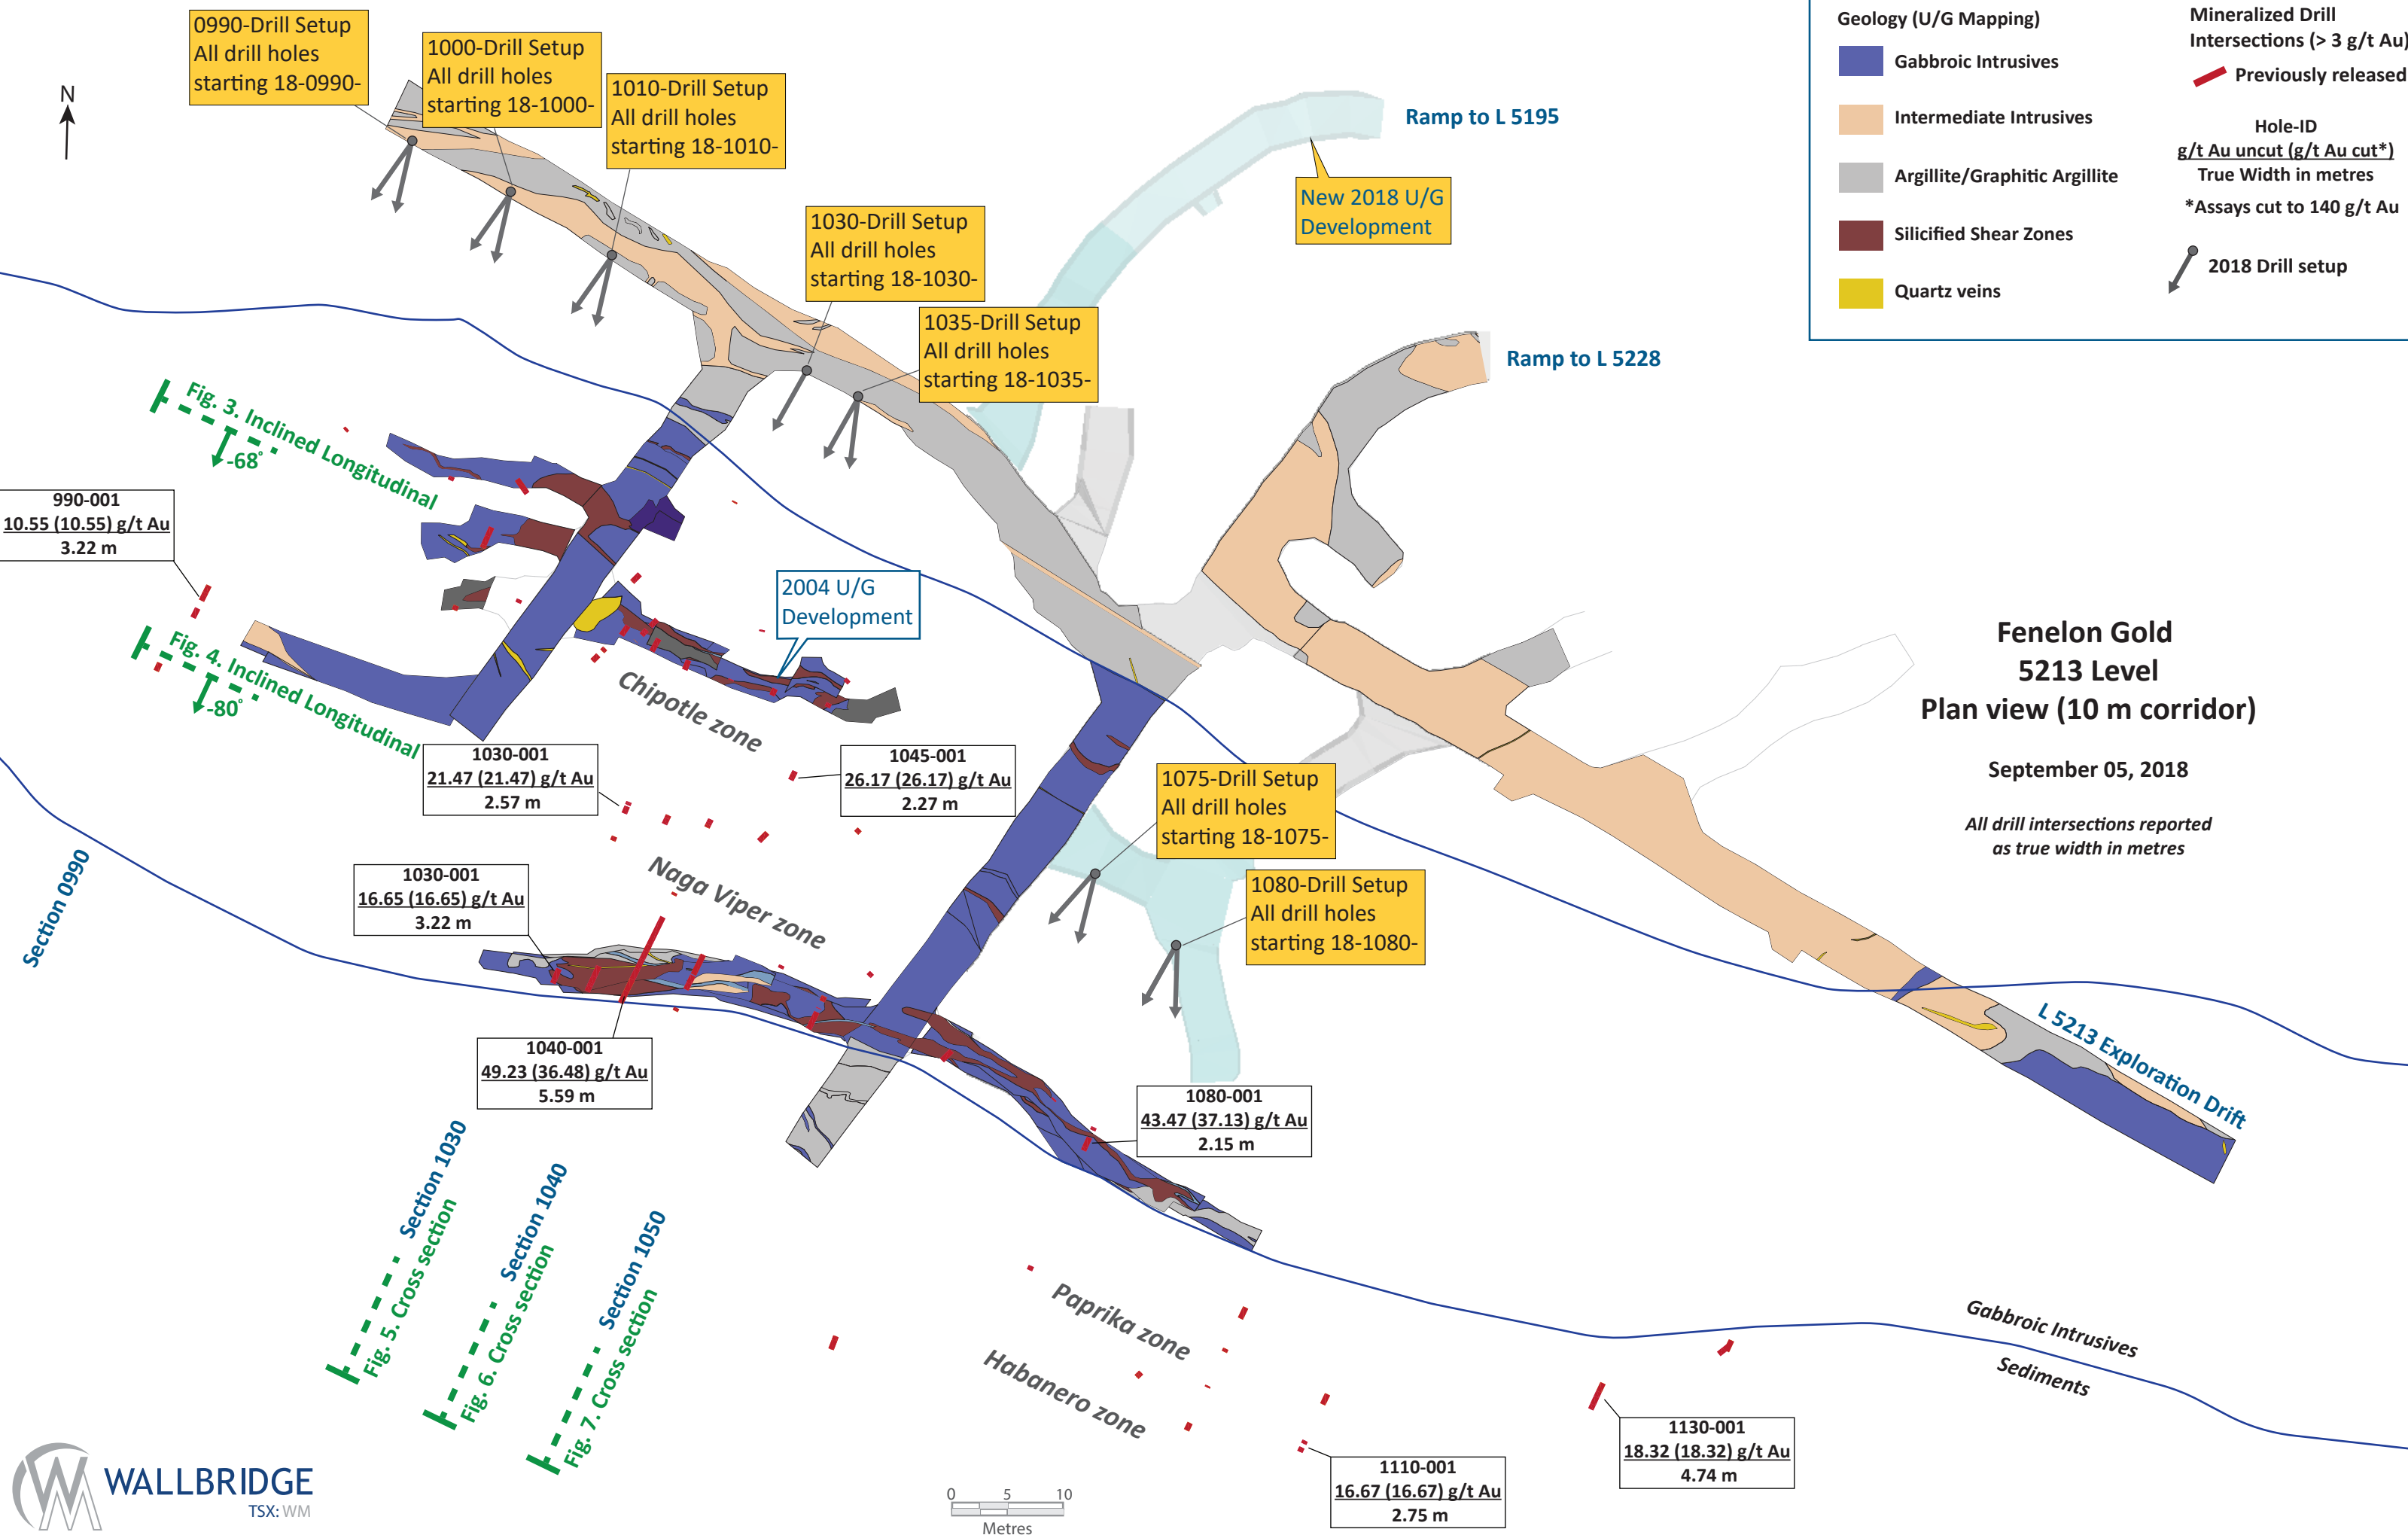 0990-Drill Setup
All drill holes
starting 18-0990-
1000-Drill Setup
All drill holes
starting 18-1000-
1010-Drill Setup
All drill holes
starting 18-1010-
1030-Drill Setup
All drill holes
starting 18-1030-
1035-Drill Setup
All drill holes
starting 18-1035-
N
Ramp to L 5195
New 2018 U/G
Development
Ramp to L 5228
Geology (U/G Mapping)
Gabbroic Intrusives
Intermediate Intrusives
Argillite/Graphitic Argillite
Silicified Shear Zones
Quartz veins
Mineralized Drill
Intersections (> 3 g/t Au)
Previously released
Hole-ID
g/t Au uncut (g/t Au cut*)
True Width in metres
*Assays cut to 140 g/t Au
2018 Drill setup
Fig. 3. Inclined Longitudinal
-68°
990-001
10.55 (10.55) g/t Au
3.22 m
Fig. 4. Inclined Longitudinal
-80°
2004 U/G
Development
Chipotle zone
1030-001
21.47 (21.47) g/t Au
2.57 m
1045-001
26.17 (26.17) g/t Au
2.27 m
Fenelon Gold
5213 Level
Plan view (10 m corridor)
September 05, 2018
All drill intersections reported
as true width in metres
1075-Drill Setup
All drill holes
starting 18-1075-
1080-Drill Setup
All drill holes
starting 18-1080-
Section 0990
1030-001
16.65 (16.65) g/t Au
3.22 m
Naga Viper zone
1040-001
49.23 (36.48) g/t Au
5.59 m
1080-001
43.47 (37.13) g/t Au
2.15 m
L 5213 Exploration Drift
Section 1030
Fig. 5. Cross section
Section 1040
Fig. 6. Cross section
Section 1050
Fig. 7. Cross section
Paprika zone
Habanero zone
Gabbroic Intrusives
Sediments
1130-001
18.32 (18.32) g/t Au
4.74 m
1110-001
16.67 (16.67) g/t Au
2.75 m
WALLBRIDGE
TSX: WM
0 5 10
Metres